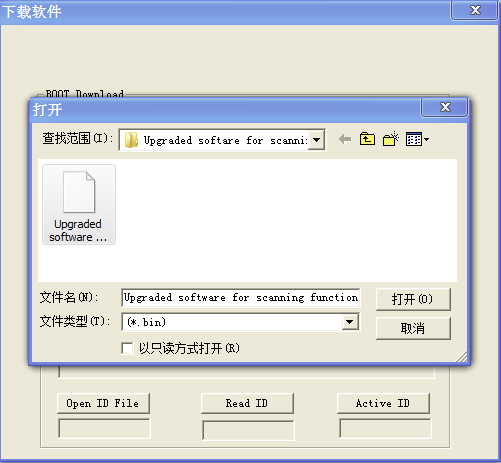 下载软件
BOOT Download
打开
查找范围(I):
Upgraded softare for scanni
Upgraded
software ...
文件名(N):
Upgraded software for scanning function
打开(O)
文件类型(T):
(*.bin)
取消
以只读方式打开(R)
Open ID File
Read ID
Active ID